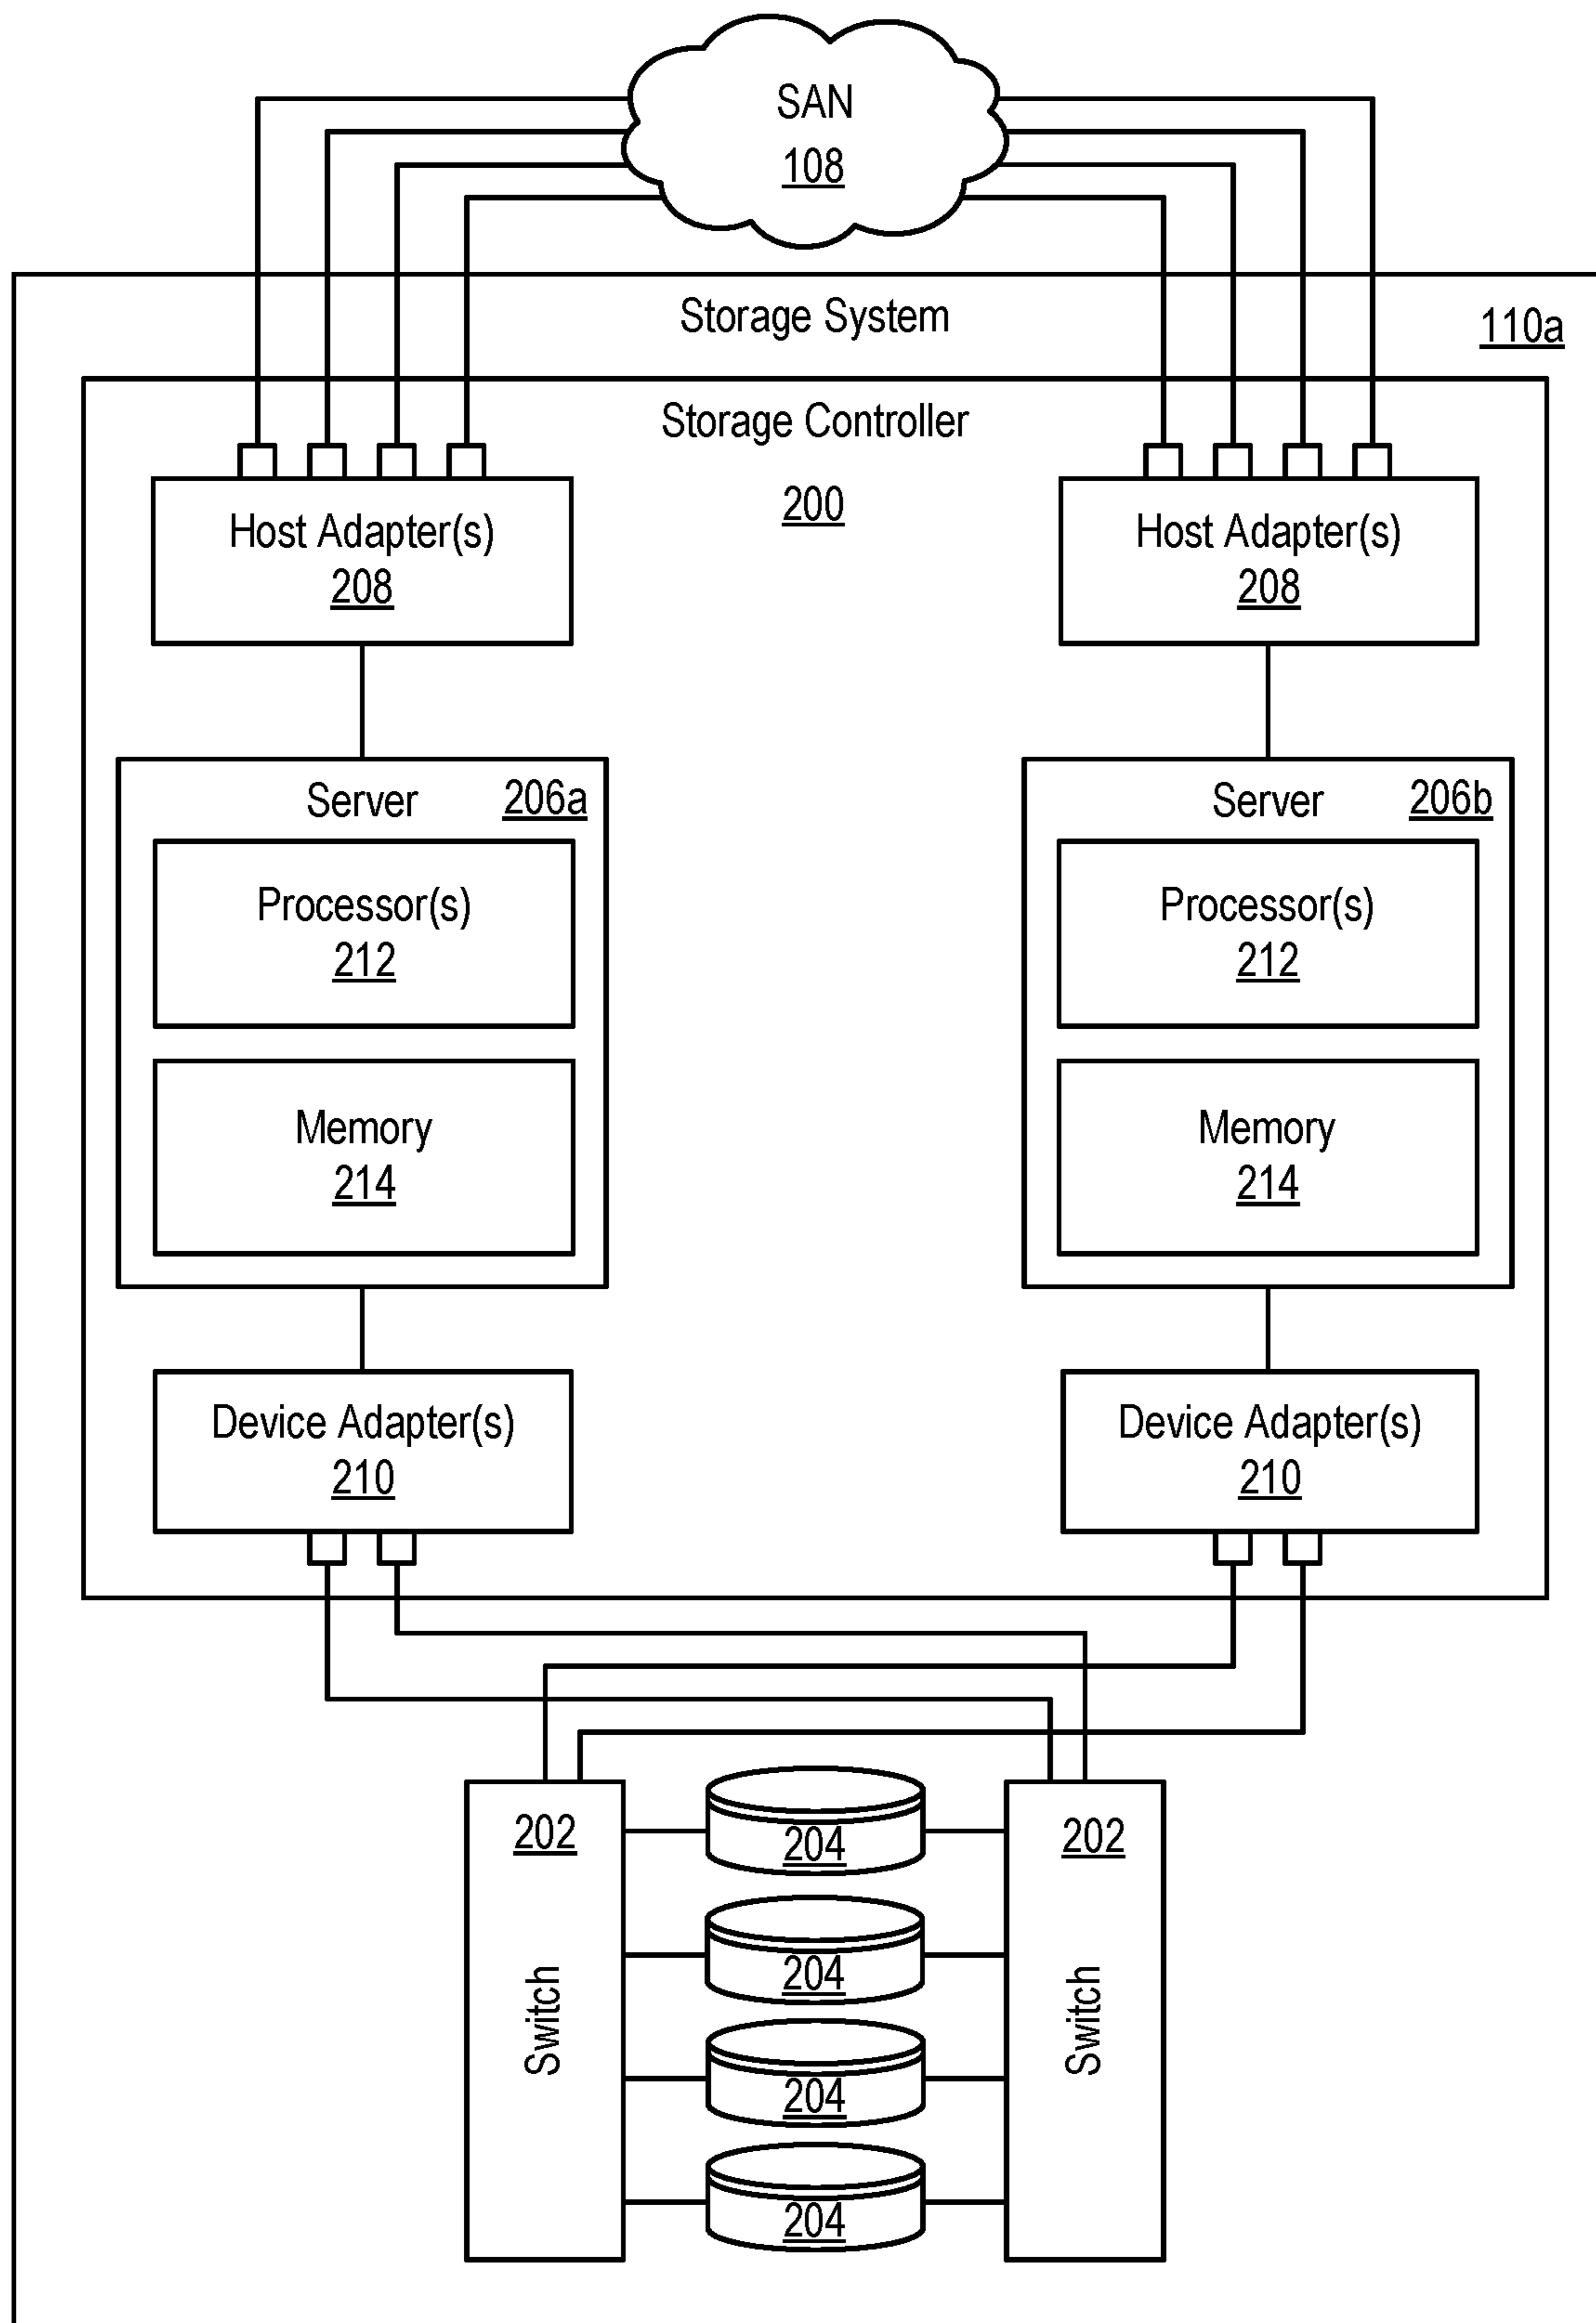 SAN
108
Storage System
110a
Storage Controller
200
Host Adapter(s)
208
Host Adapter(s)
208
Server
206a
Server
206b
Processor(s)
212
Processor(s)
212
Memory
214
Memory
214
Device Adapter(s)
210
Device Adapter(s)
210
202
Switch
204
204
204
204
202
Switch